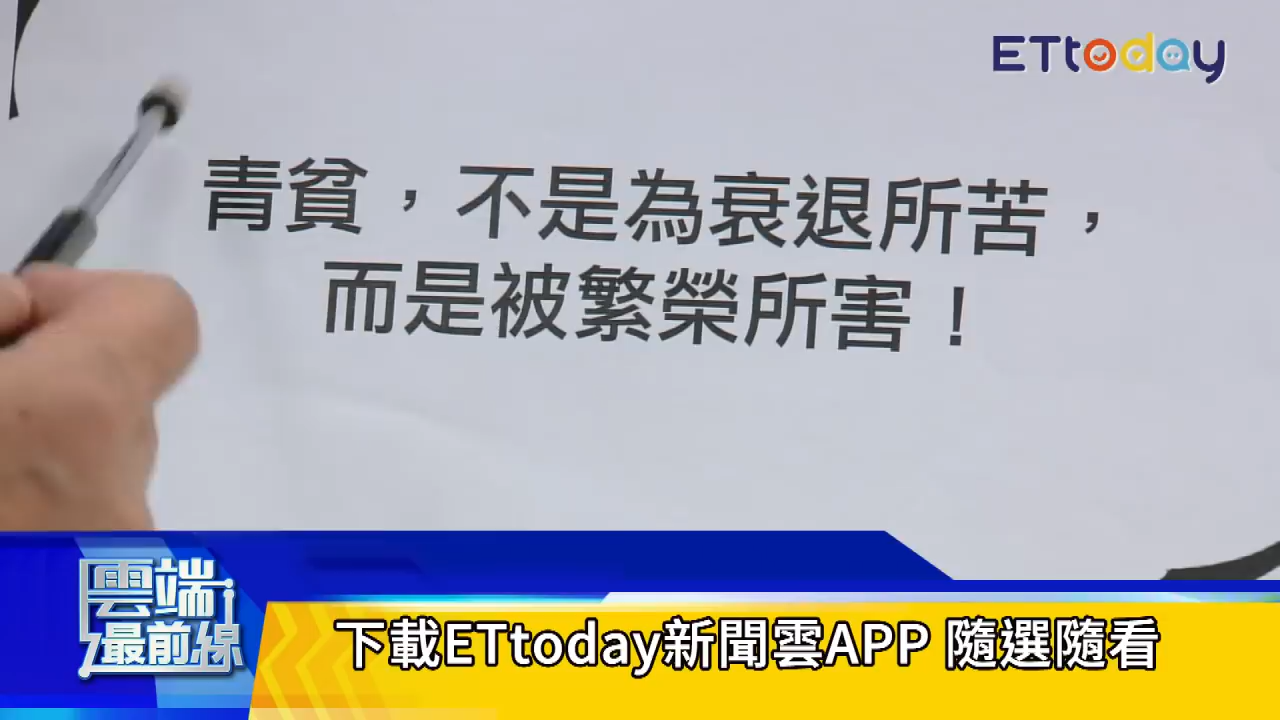 ETtoday
青貧，不是為衰退所苦，
而是被繁榮所害！
雲端
最前線
下載ETtoday新聞雲APP 隨選隨看